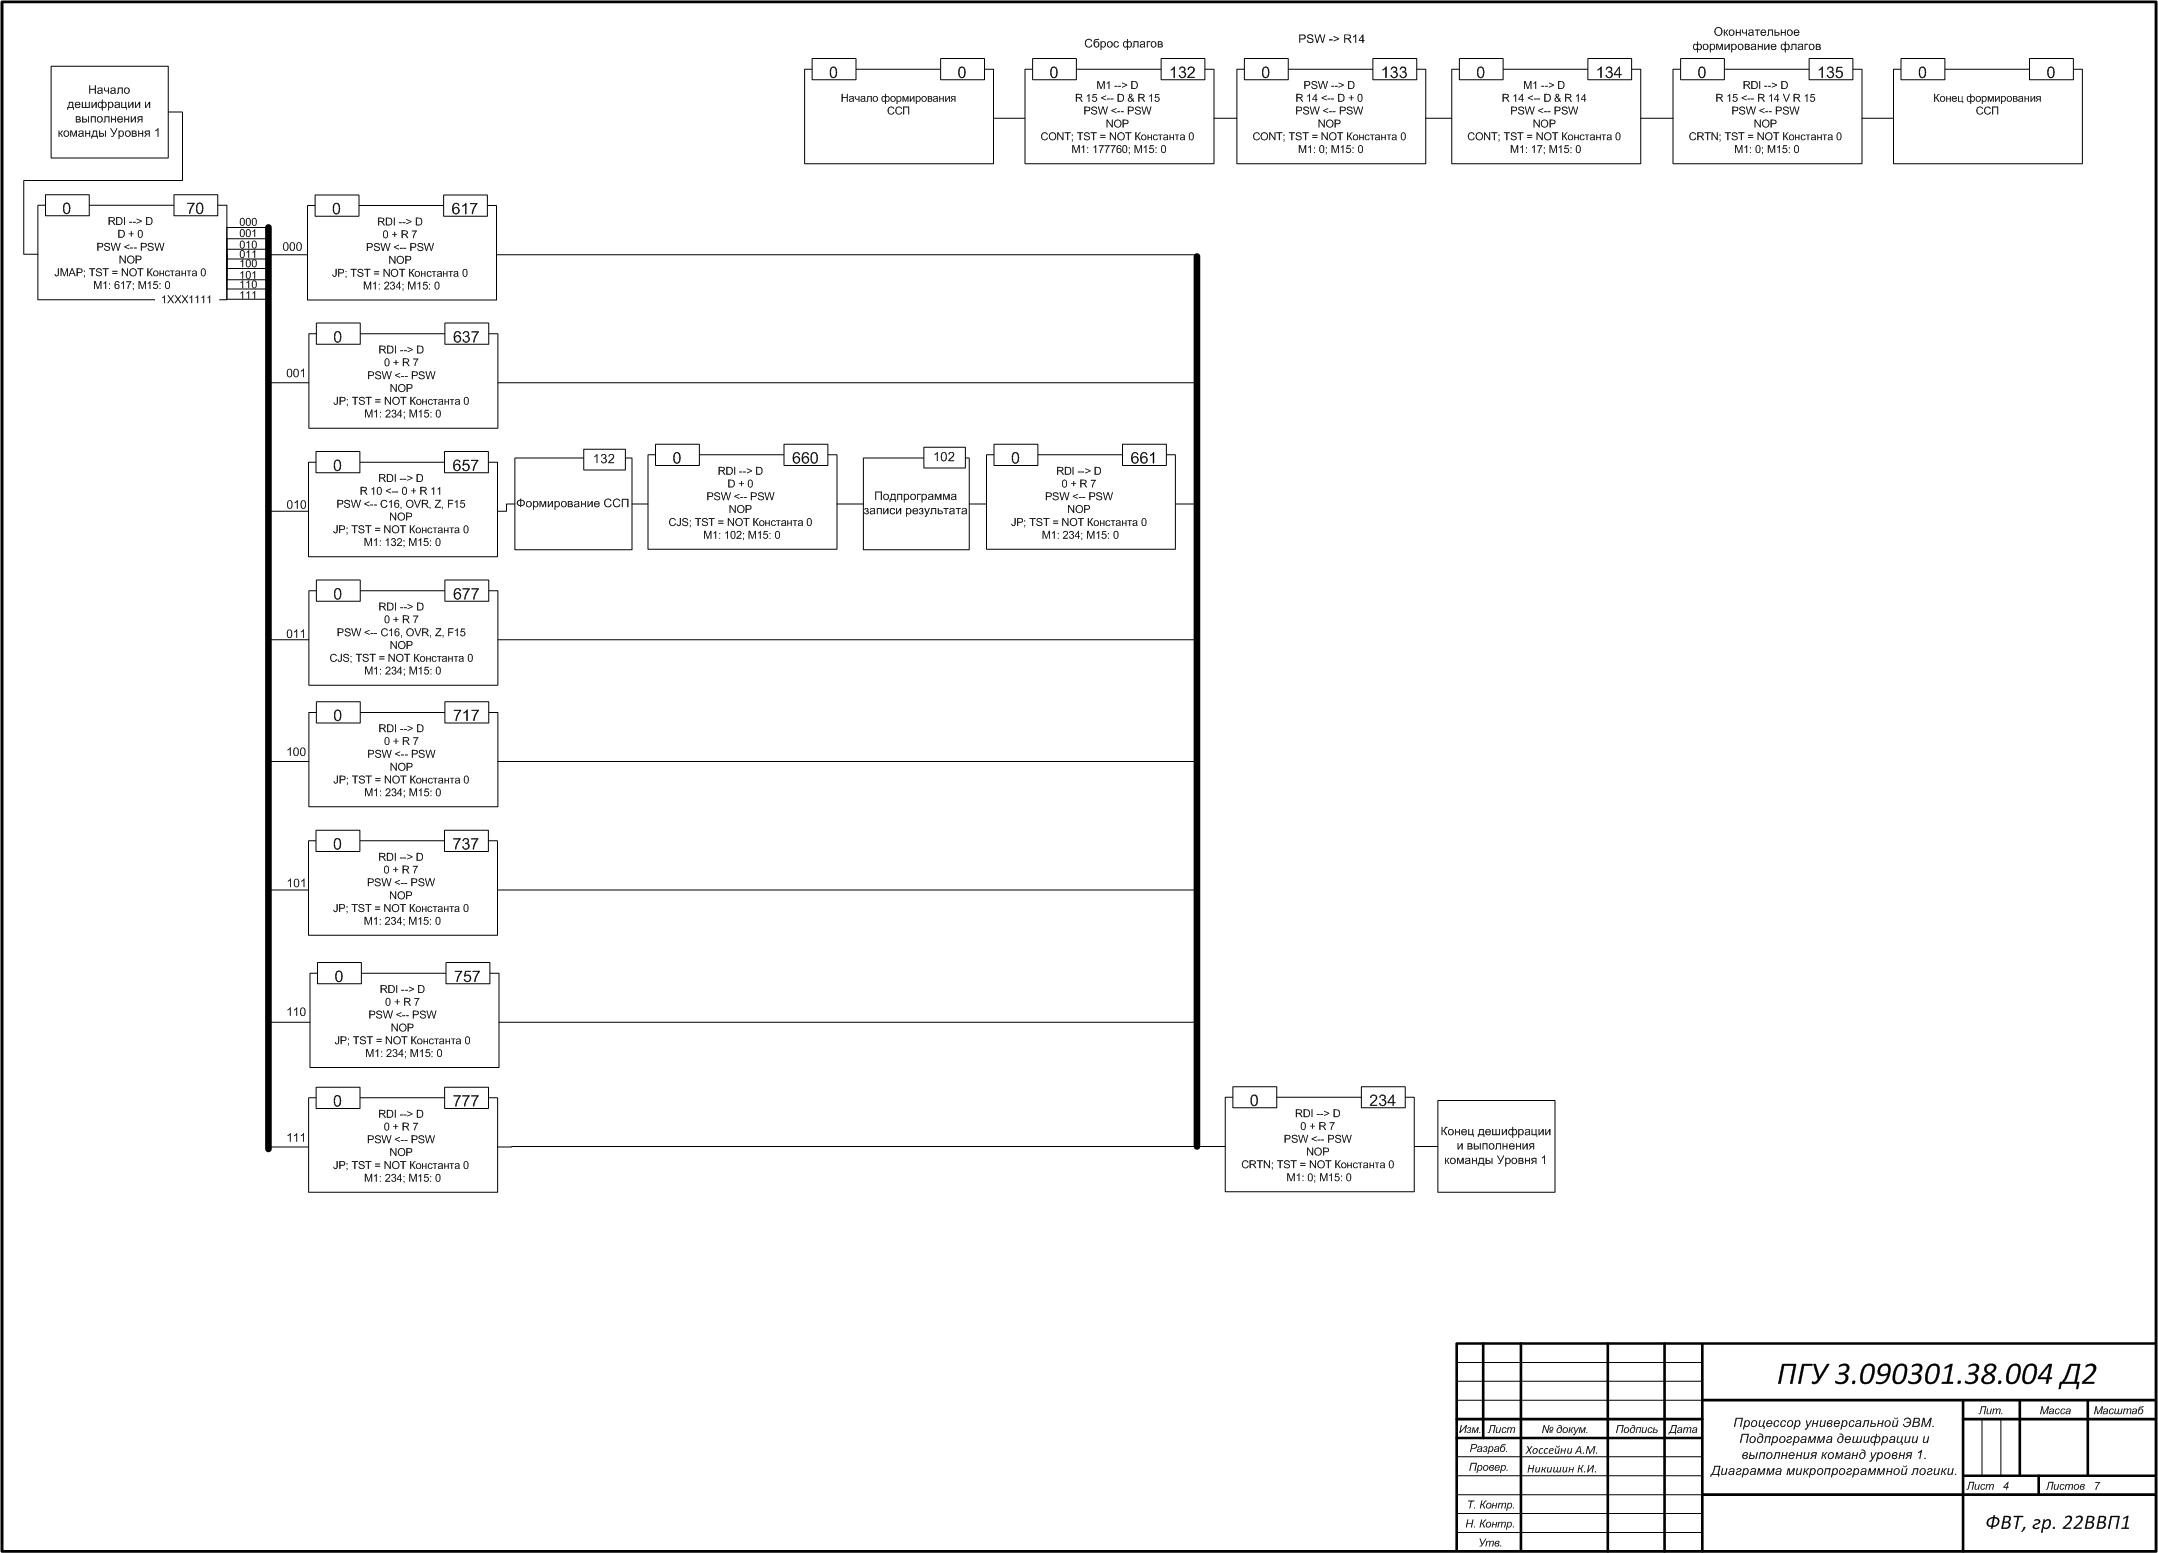 Начало
дешифрации и
выполнения
команды Уровня 1
0 70
RDI --> D
D + 0
PSW <-- PSW
NOP
JMAP; TST = NOT Константа 0
M1: 617; M15: 0
1XXX1111
000
001
010
011
100
101
110
111
Начало формирования
ССП
0 0
Сброс флагов
0 132
M1 --> D
R 15 <-- D & R 15
PSW <-- PSW
NOP
CONT; TST = NOT Константа 0
M1: 177760; M15: 0
PSW -> R14
0 133
PSW --> D
R 14 <-- D + 0
PSW <-- PSW
NOP
CONT; TST = NOT Константа 0
M1: 0; M15: 0
0 134
M1 --> D
R 14 <-- D & R 14
PSW <-- PSW
NOP
CONT; TST = NOT Константа 0
M1: 17; M15: 0
Окончательное
формирование флагов
0 135
RDI --> D
R 15 <-- R 14 V R 15
PSW <-- PSW
NOP
CRTN; TST = NOT Константа 0
M1: 0; M15: 0
0 0
Конец формирования
ССП
000
0 617
RDI --> D
0 + R 7
PSW <-- PSW
NOP
JP; TST = NOT Константа 0
M1: 234; M15: 0
001
0 637
RDI --> D
0 + R 7
PSW <-- PSW
NOP
JP; TST = NOT Константа 0
M1: 234; M15: 0
010
0 657
RDI --> D
R 10 <-- 0 + R 11
PSW <-- C16, OVR, Z, F15
NOP
JP; TST = NOT Константа 0
M1: 132; M15: 0
132
Формирование ССП
0 660
RDI --> D
D + 0
PSW <-- PSW
NOP
CJS; TST = NOT Константа 0
M1: 102; M15: 0
102
Подпрограмма
записи результата
0 661
RDI --> D
0 + R 7
PSW <-- PSW
NOP
JP; TST = NOT Константа 0
M1: 234; M15: 0
011
0 677
RDI --> D
0 + R 7
PSW <-- C16, OVR, Z, F15
NOP
CJS; TST = NOT Константа 0
M1: 234; M15: 0
100
0 717
RDI --> D
0 + R 7
PSW <-- PSW
NOP
JP; TST = NOT Константа 0
M1: 234; M15: 0
101
0 737
RDI --> D
0 + R 7
PSW <-- PSW
NOP
JP; TST = NOT Константа 0
M1: 234; M15: 0
110
0 757
RDI --> D
0 + R 7
PSW <-- PSW
NOP
JP; TST = NOT Константа 0
M1: 234; M15: 0
111
0 777
RDI --> D
0 + R 7
PSW <-- PSW
NOP
JP; TST = NOT Константа 0
M1: 234; M15: 0
0 234
RDI --> D
0 + R 7
PSW <-- PSW
NOP
CRTN; TST = NOT Константа 0
M1: 0; M15: 0
Конец дешифрации
и выполнения
команды Уровня 1
ПГУ 3.090301.38.004 Д2
Изм. Лист № докум. Подпись Дата
Разраб. Хоссейни А.М.
Провер. Никишин К.И.
Т. Контр.
Н. Контр.
Утв.
Процессор универсальной ЭВМ.
Подпрограмма дешифрации и
выполнения команд уровня 1.
Диаграмма микропрограммной логики.
Лит. Масса Масштаб
Лист 4 Листов 7
ФВТ, гр. 22ВВП1